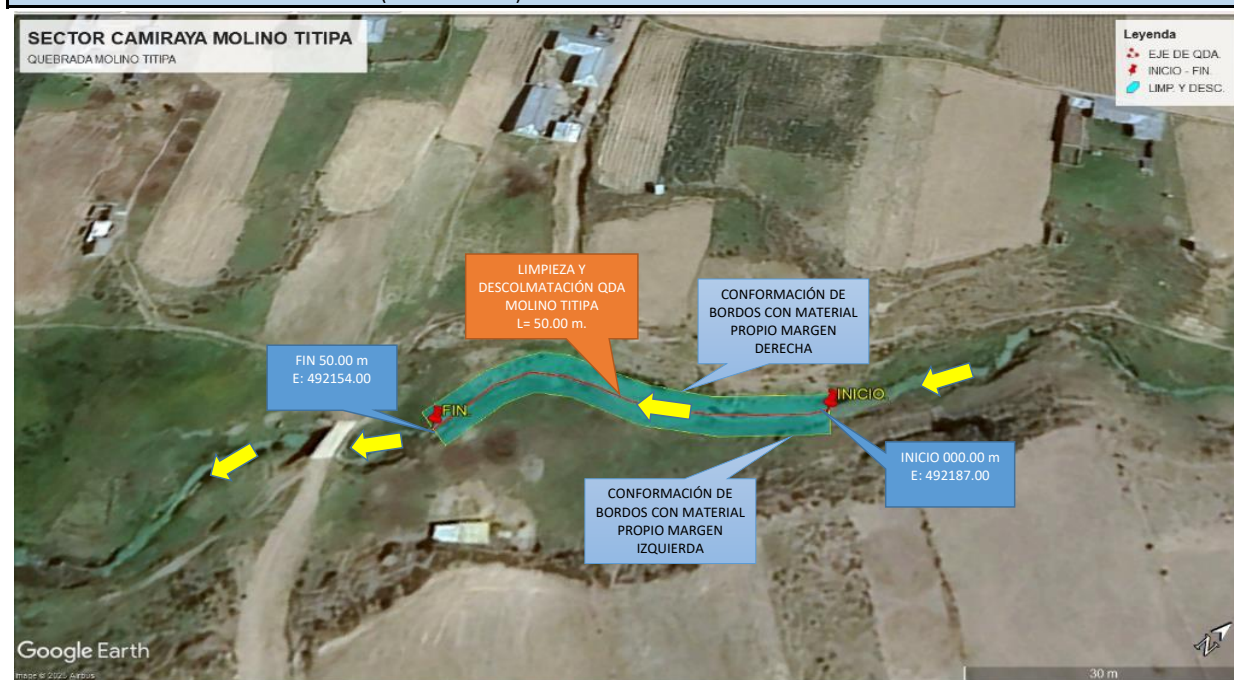 SECTOR CAMIRAYA MOLINO TITIPA
QUEBRADA MOLINO TITIPA
Leyenda
EJE DE QDA.
INICIO - FIN.
LIMP. Y DESC.
LIMPIEZA Y
DESCOLMATACIÓN QDA
MOLINO TITIPA
L= 50.00 m.
CONFORMACIÓN DE
BORDOS CON MATERIAL
PROPIO MARGEN
DERECHA
FIN 50.00 m
E: 492154.00
FIN.
INICIO
INICIO 000.00 m
E: 492187.00
CONFORMACIÓN DE
BORDOS CON MATERIAL
PROPIO MARGEN
IZQUIERDA
Google Earth
Image © 2025 Airbus
N
30 m